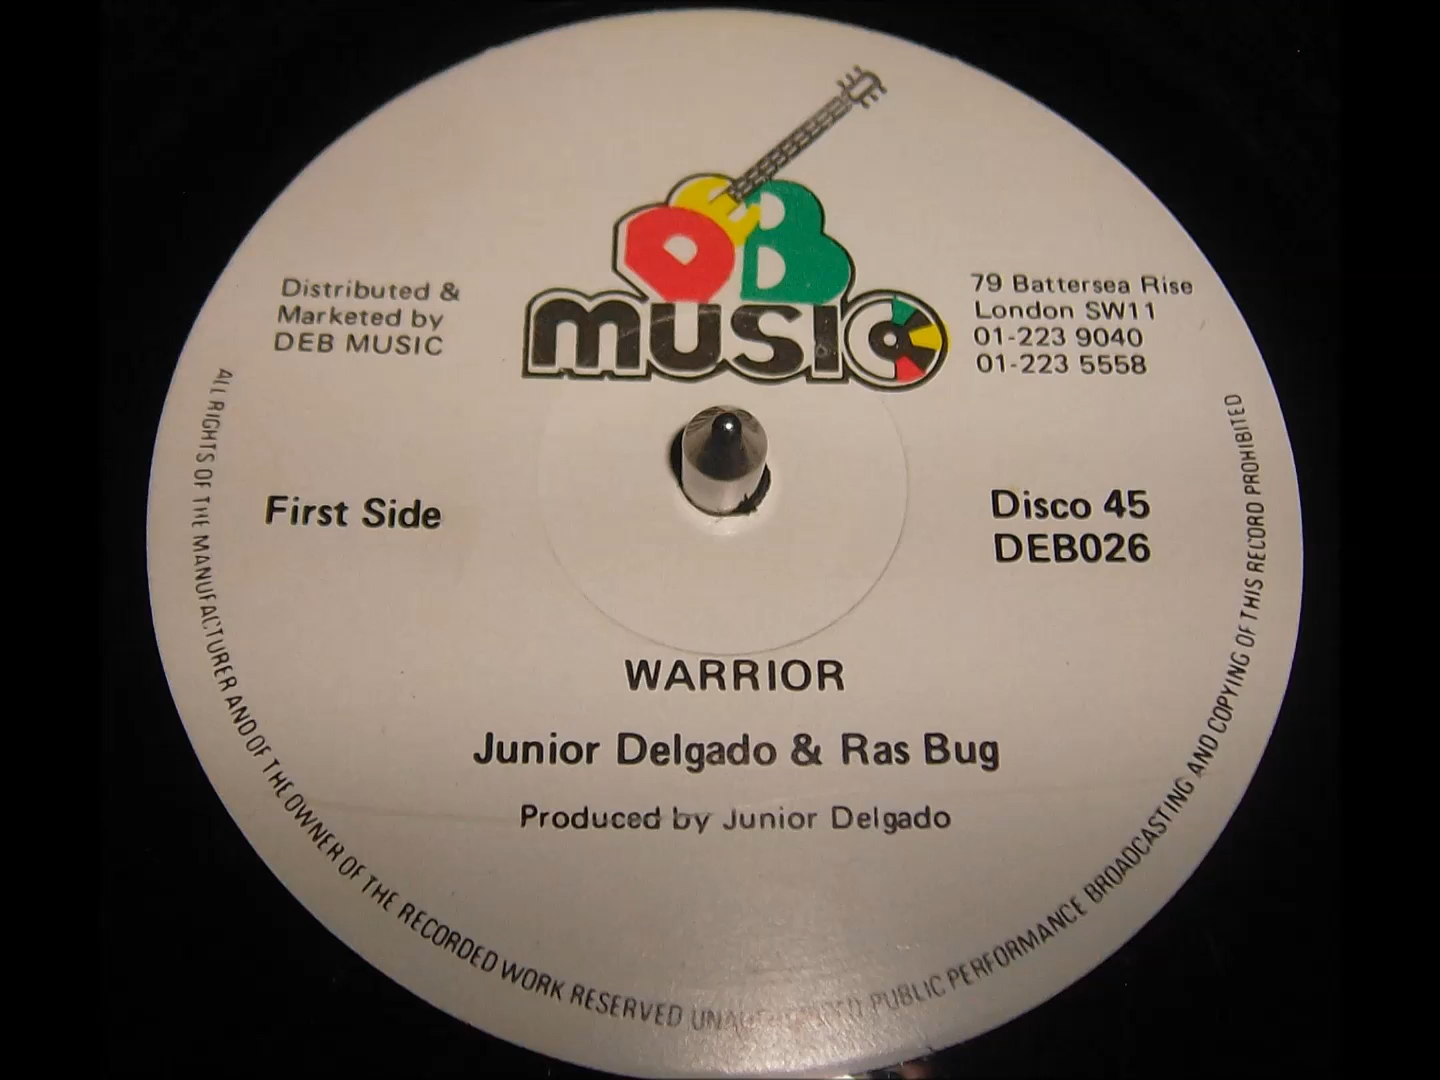 DEB
MUSIC
Distributed &
Marketed by
DEB MUSIC
79 Battersea Rise
London SW11
01-223 9040
01-223 5558
First Side
Disco 45
DEB026
WARRIOR
Junior Delgado & Ras Bug
Produced by Junior Delgado
ALL RIGHTS OF THE MANUFACTURER AND OF THE OWNER OF THE RECORDED WORK RESERVED PUBLIC PERFORMANCE BROADCASTING AND COPYING OF THIS RECORD PROHIBITED